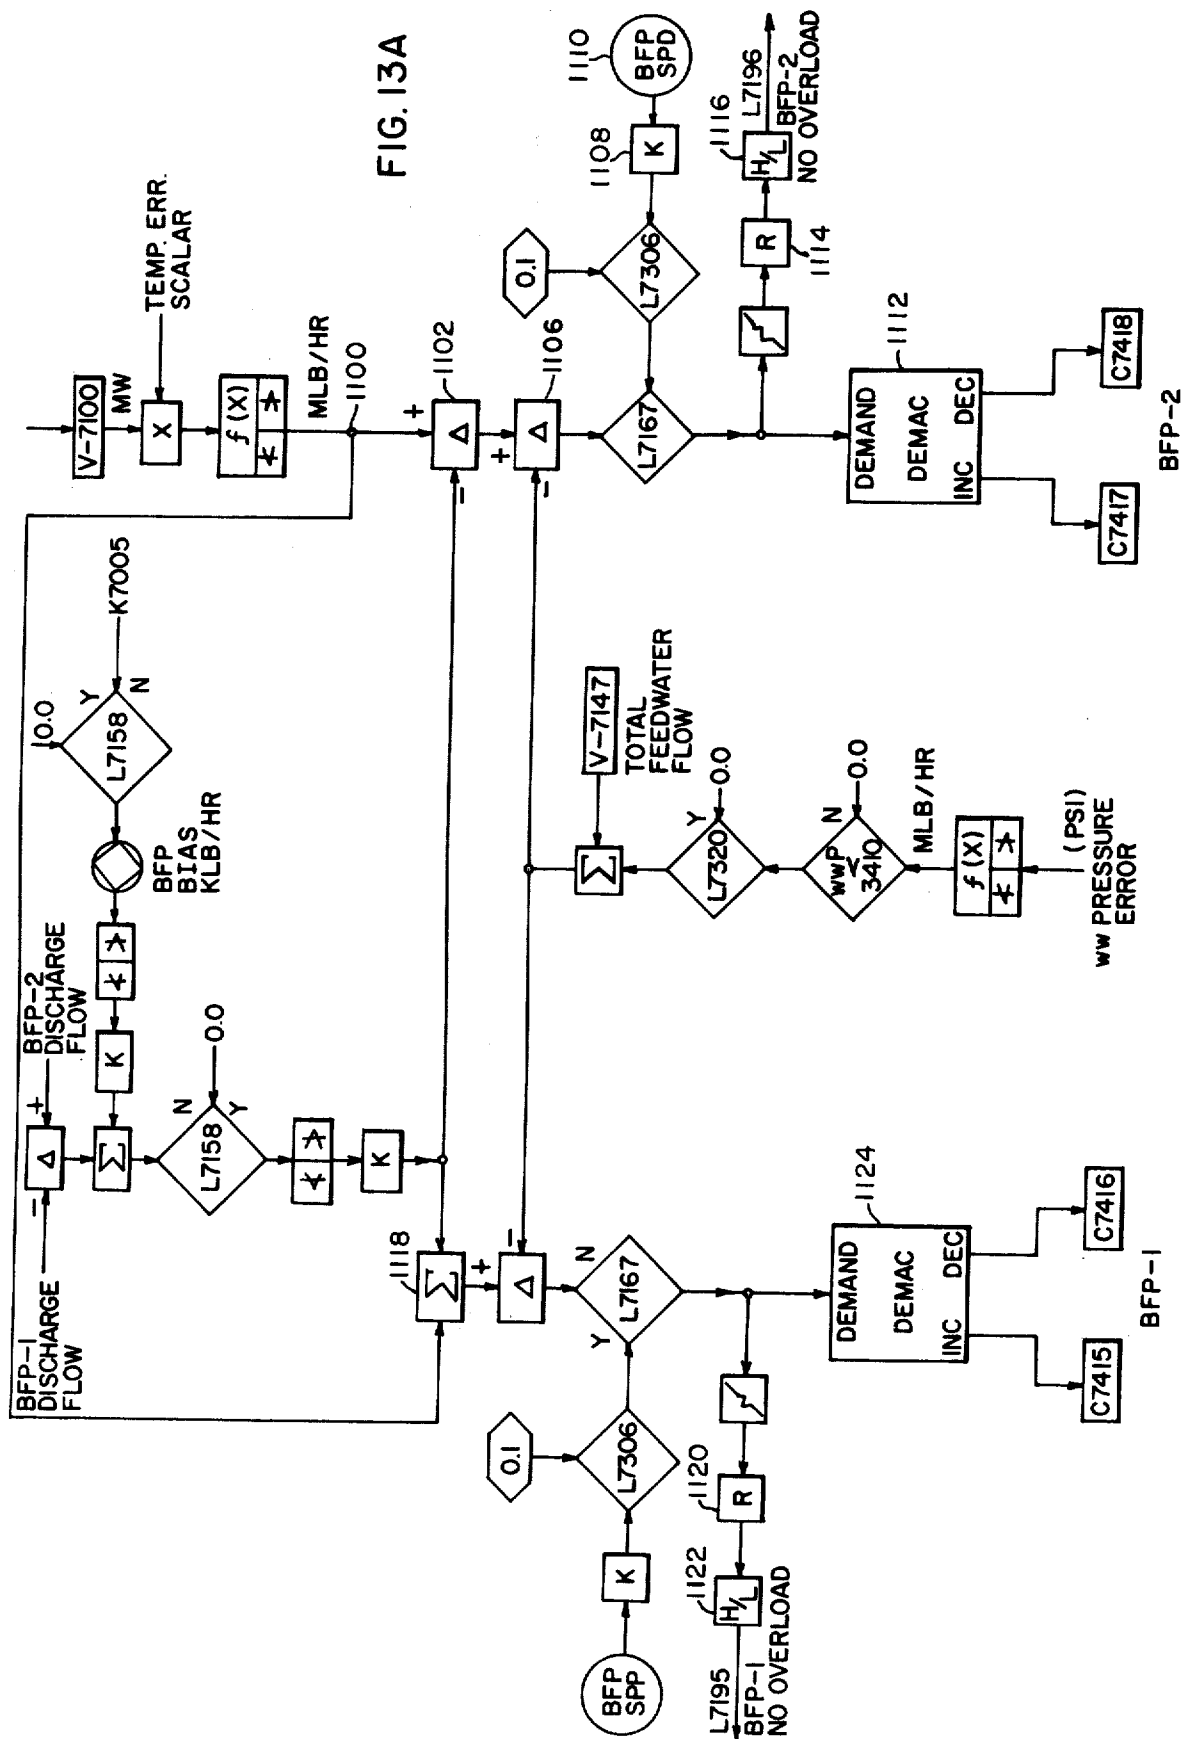 FIG. 13A
V-7100
MW
X
TEMP. ERR.
SCALAR
f(X)
≮ ≯
MLB/HR
1100
+
Δ
1102
-
+
Δ
1106
-
L7167
L7306
0.1
K
1108
BFP
SPD
1110
R
1114
H/L
1116
L7196
BFP-2
NO OVERLOAD
DEMAND
DEMAC
INC DEC
1112
C7417
C7418
BFP-2
10.0
Y
L7158
N
K7005
BFP
BIAS
KLB/HR
≮ ≯
K
BFP-2
DISCHARGE
FLOW
+
Δ
-
BFP-1
DISCHARGE
FLOW
Σ
N
L7158
0.0
Y
≮ ≯
K
V-7147
TOTAL
FEEDWATER
FLOW
Σ
Y
L7320
0.0
N
WWP
<
3410
0.0
MLB/HR
f(X)
≮ ≯
(PSI)
WW PRESSURE
ERROR
1118
Σ
+
-
Δ
N
L7167
Y
L7306
0.1
K
BFP
SPP
R
1120
H/L
1122
L7195
BFP-1
NO OVERLOAD
DEMAND
DEMAC
INC DEC
1124
C7415
C7416
BFP-1